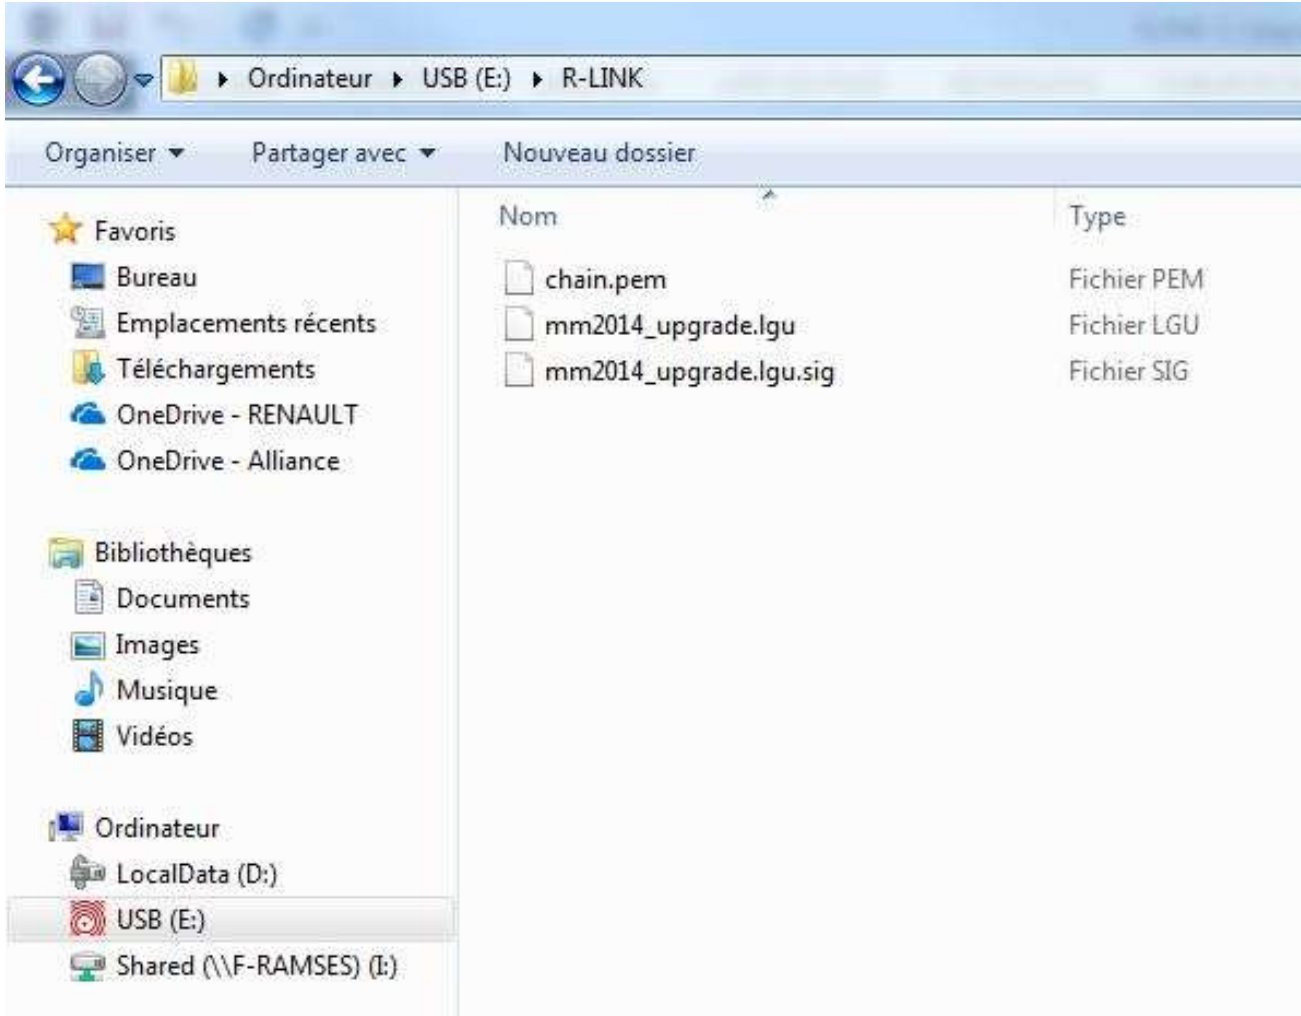 Ordinateur USB (E:) R-LINK
Organiser Partager avec Nouveau dossier
Nom Type
Favoris
Bureau
Emplacements récents
Téléchargements
OneDrive - RENAULT
OneDrive - Alliance
Bibliothèques
Documents
Images
Musique
Vidéos
Ordinateur
LocalData (D:)
USB (E:)
Shared (\\F-RAMSES) (I:)
chain.pem Fichier PEM
mm2014_upgrade.lgu Fichier LGU
mm2014_upgrade.lgu.sig Fichier SIG